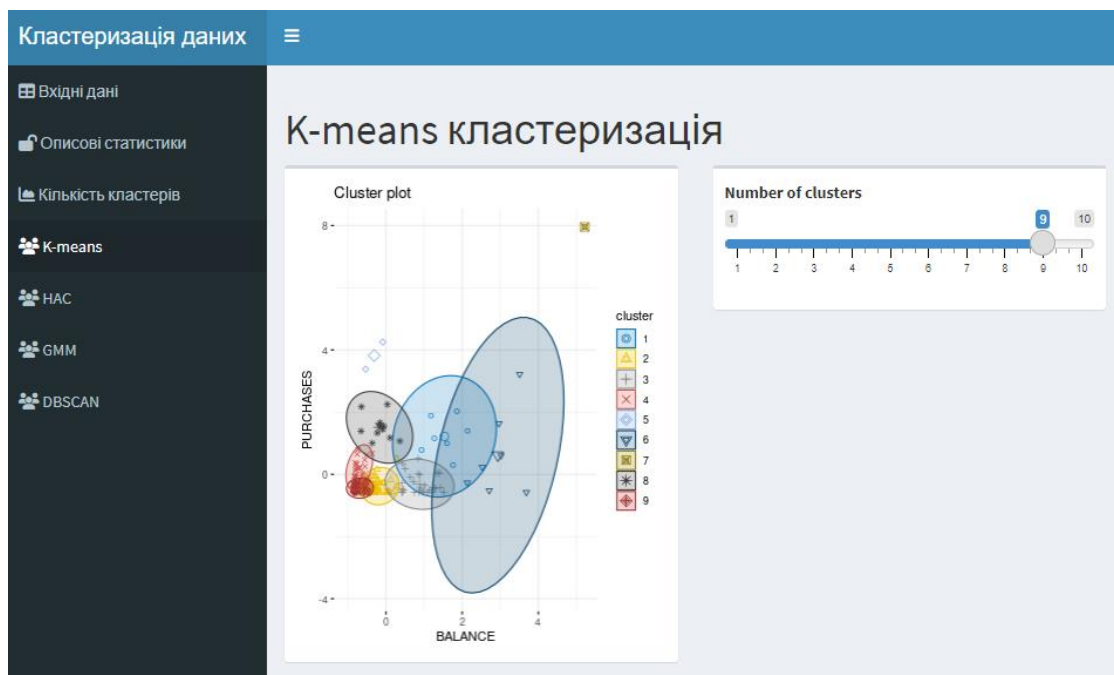 Кластеризація даних
Вхідні дані
Описові статистики
Кількість кластерів
K-means
HAC
GMM
DBSCAN
K-means кластеризація
Cluster plot
8
4
0
-4
PURCHASES
0 2 4
BALANCE
cluster
1
2
3
4
5
6
7
8
9
Number of clusters
1 9 10
1 2 3 4 5 6 7 8 9 10